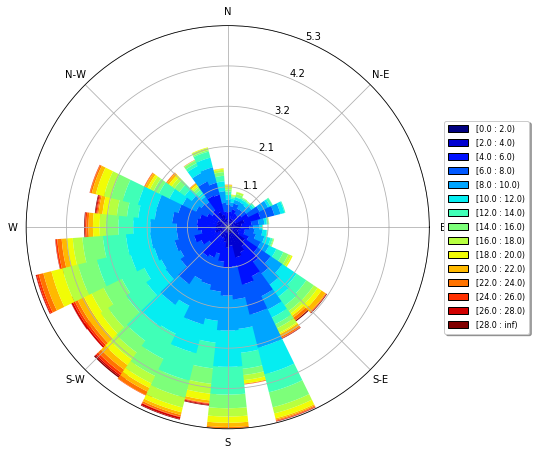 N
5.3
4.2
N-W
N-E
3.2
2.1
1.1
W
E
S-W
S-E
S
[0.0 : 2.0)
[2.0 : 4.0)
[4.0 : 6.0)
[6.0 : 8.0)
[8.0 : 10.0)
[10.0 : 12.0)
[12.0 : 14.0)
[14.0 : 16.0)
[16.0 : 18.0)
[18.0 : 20.0)
[20.0 : 22.0)
[22.0 : 24.0)
[24.0 : 26.0)
[26.0 : 28.0)
[28.0 : inf)